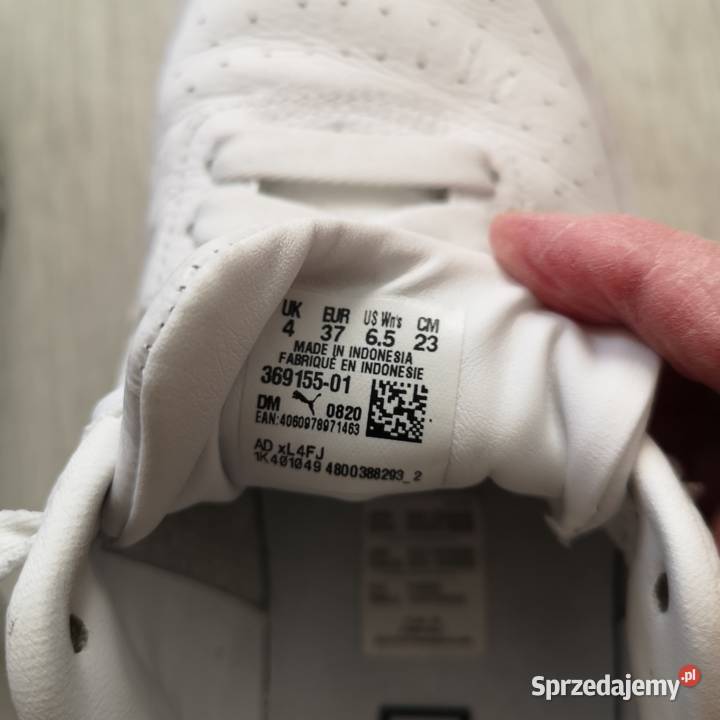 UK EUR US Wn's CM
4 37 6.5 23
MADE IN INDONESIA
FABRIQUÉ EN INDONESIE
369155-01
DM 0820
EAN:4060978971463
AD xL4FJ
1K401049 4800388293_2
Sprzedajemy.pl